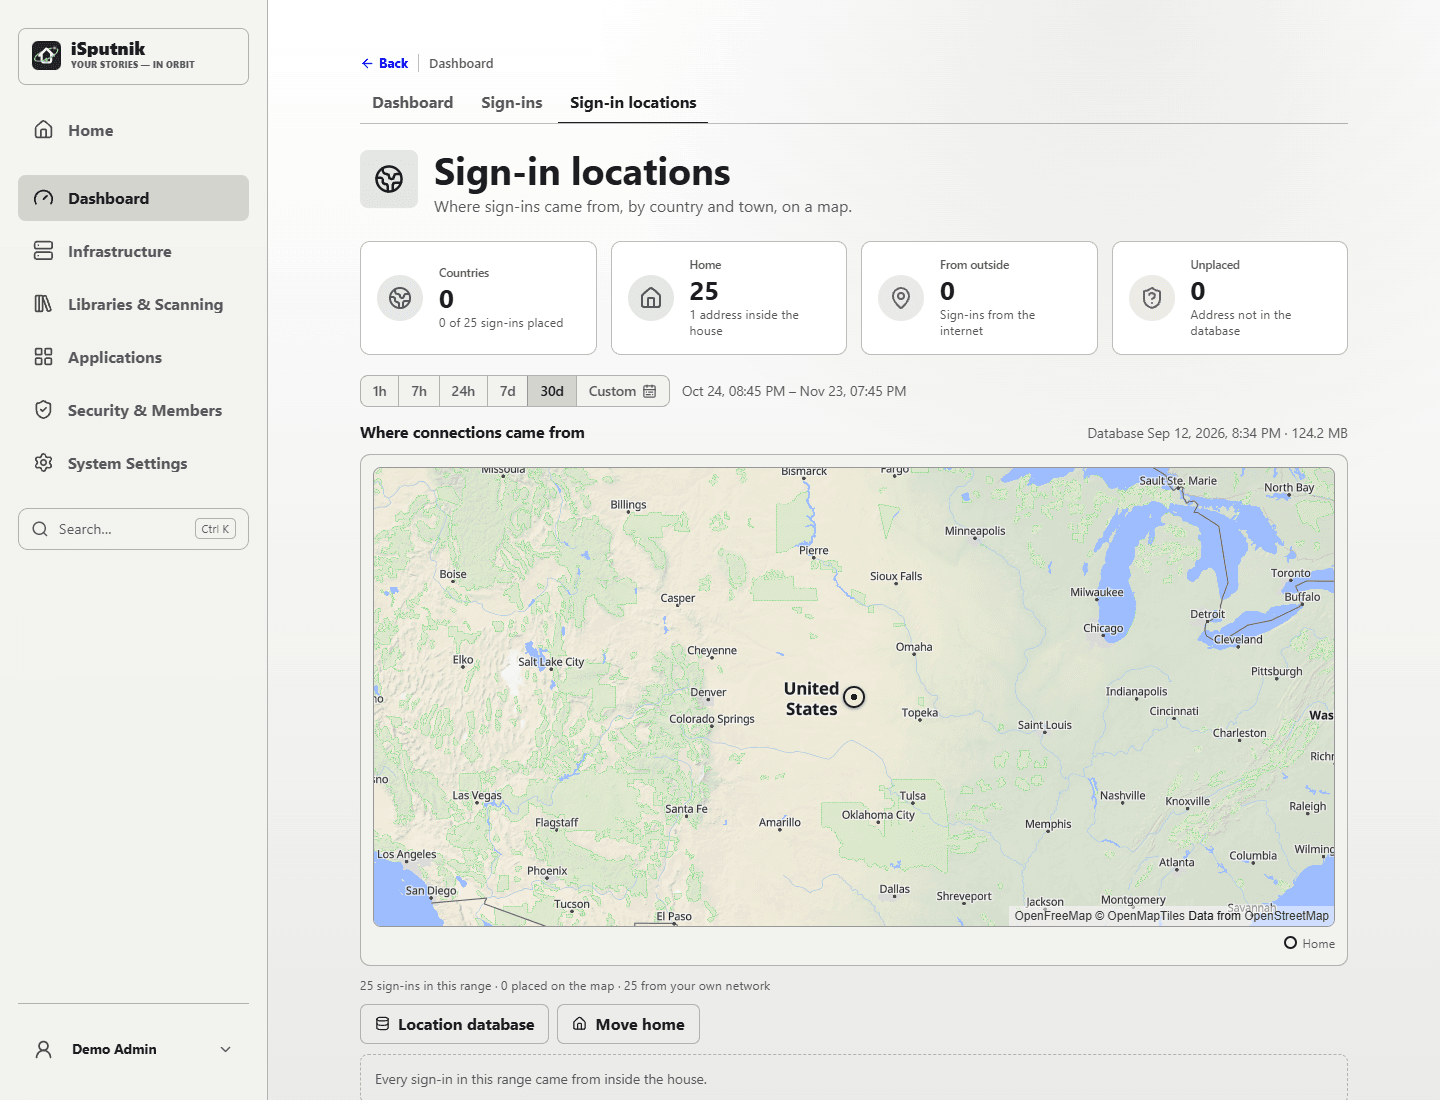 iSputnik
YOUR STORIES — IN ORBIT
Home
Dashboard
Infrastructure
Libraries & Scanning
Applications
Security & Members
System Settings
Search...
Ctrl K
Demo Admin
Back
Dashboard
Dashboard
Sign-ins
Sign-in locations
Sign-in locations
Where sign-ins came from, by country and town, on a map.
Countries
0
0 of 25 sign-ins placed
Home
25
1 address inside the
house
From outside
0
Sign-ins from the
internet
Unplaced
0
Address not in the
database
1h
7h
24h
7d
30d
Custom
Oct 24, 08:45 PM – Nov 23, 07:45 PM
Where connections came from
Database Sep 12, 2026, 8:34 PM · 124.2 MB
Missoula
Bismarck
Fargo
Sault Ste. Marie
North Bay
Billings
Minneapolis
Pierre
Boise
Sioux Falls
Toronto
Casper
Milwaukee
Buffalo
Detroit
Chicago
Cleveland
Elko
Salt Lake City
Cheyenne
Omaha
Pittsburgh
Denver
United
States
Indianapolis
no
Colorado Springs
Topeka
Cincinnati
Saint Louis
Charleston
Was
Richr
sno
Las Vegas
Santa Fe
Tulsa
Nashville
Knoxville
Raleigh
Flagstaff
Amarillo
Oklahoma City
Memphis
Los Angeles
Phoenix
Atlanta
Columbia
Wilming
San Diego
Dallas
Shreveport
Jackson
Montgomery
Savannah
Tucson
El Paso
OpenFreeMap © OpenMapTiles Data from OpenStreetMap
Home
25 sign-ins in this range · 0 placed on the map · 25 from your own network
Location database
Move home
Every sign-in in this range came from inside the house.